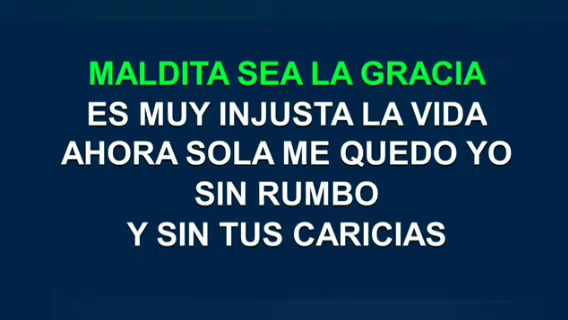 MALDITA SEA LA GRACIA
ES MUY INJUSTA LA VIDA
AHORA SOLA ME QUEDO YO
SIN RUMBO
Y SIN TUS CARICIAS